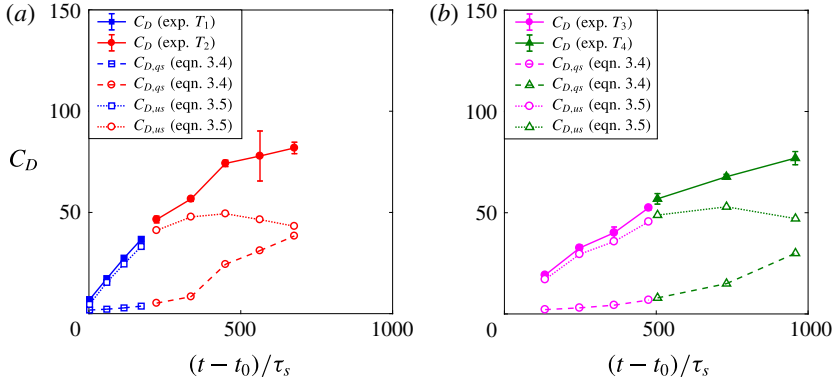 (a)
150
100
50
0
500
1000
C_D
(t − t_0)/τ_s
C_D (exp. T_1)
C_D (exp. T_2)
C_{D,qs} (eqn. 3.4)
C_{D,qs} (eqn. 3.4)
C_{D,us} (eqn. 3.5)
C_{D,us} (eqn. 3.5)
(b)
150
100
50
0
500
1000
(t − t_0)/τ_s
C_D (exp. T_3)
C_D (exp. T_4)
C_{D,qs} (eqn. 3.4)
C_{D,qs} (eqn. 3.4)
C_{D,us} (eqn. 3.5)
C_{D,us} (eqn. 3.5)